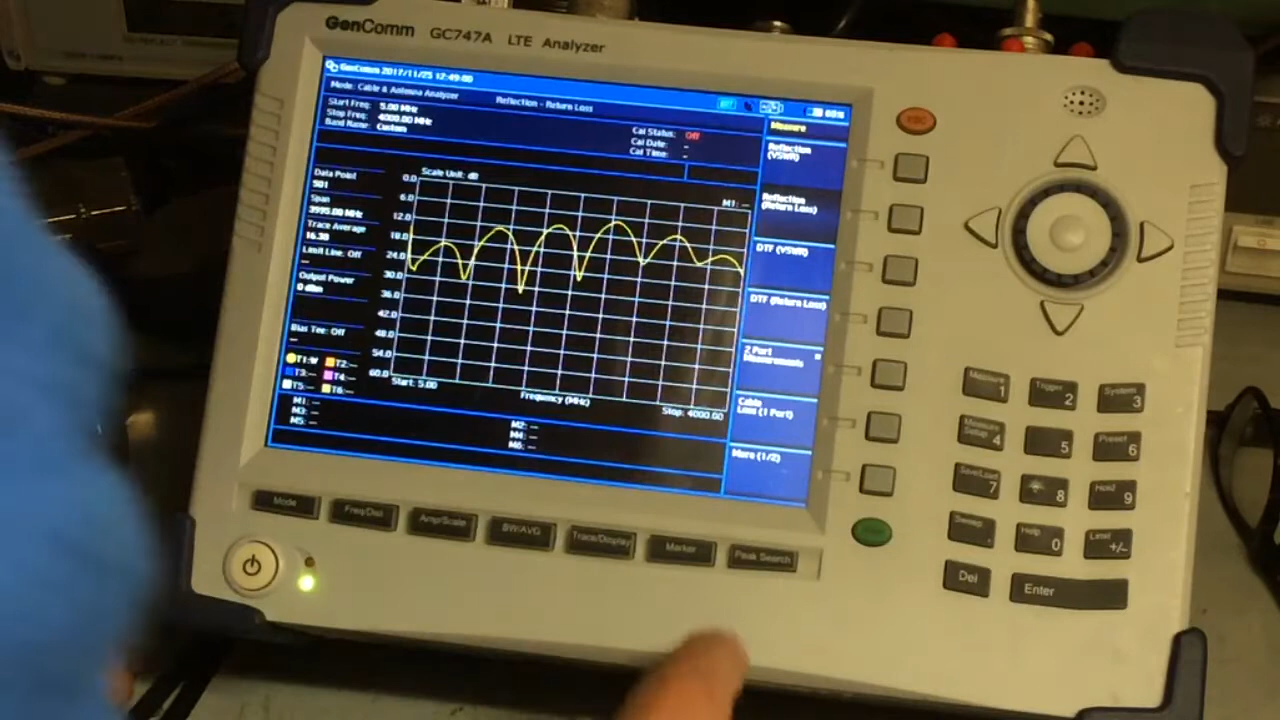 GenComm GC747A LTE Analyzer
GenComm 2017/11/25 12:49:00
Mode: Cable & Antenna Analyzer Reflection - Return Loss
Start Freq: 5.00 MHz
Stop Freq: 4000.00 MHz
Band Name: Custom
Cal Status: Off
Cal Date: -
Cal Time: -
Data Point
501
Span
3995.00 MHz
Trace Average
Limit Line: Off
--
Output Power
0 dBm
Bias Tee: Off
--
T1:W T2:--
T3:-- T4:--
T5:-- T6:--
Scale Unit: dB
M1: --
0.0
6.0
12.0
18.0
24.0
30.0
36.0
42.0
48.0
54.0
60.0
Start: 5.00
Frequency (MHz)
Stop: 4000.00
M1: -- M2: --
M3: -- M4: --
M5: -- M6: --
Measure
Reflection
(VSWR)
Reflection
(Return Loss)
DTF (VSWR)
DTF (Return Loss)
2 Port
Measurements
Cable
Loss (1 Port)
More (1/2)
ESC
Measure 1
Trigger 2
System 3
Measure Setup 4
5
Preset 6
Save/Load 7
8
Hold 9
Sweep .
Help 0
Limit +/-
Del
Enter
Mode
Freq/Dist
Amp/Scale
BW/AVG
Trace/Display
Marker
Peak Search